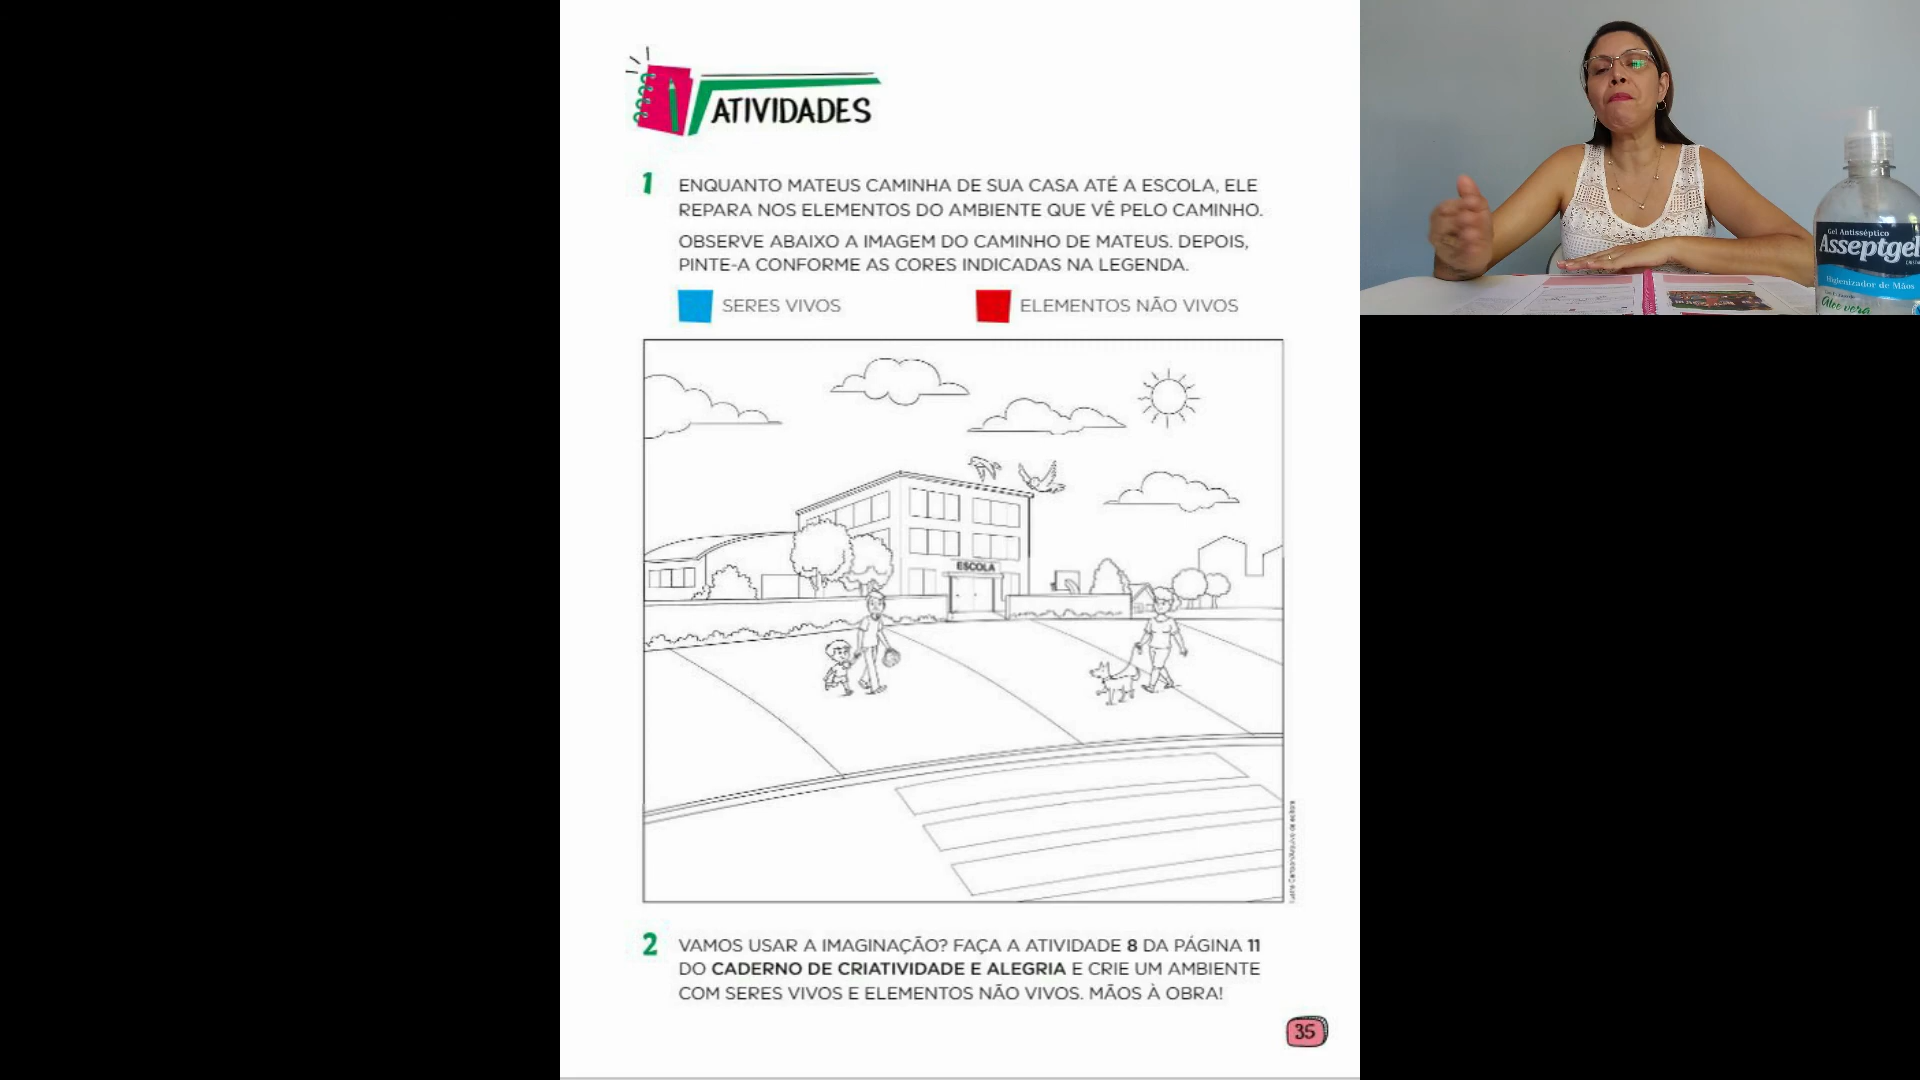 ATIVIDADES
1
ENQUANTO MATEUS CAMINHA DE SUA CASA ATÉ A ESCOLA, ELE
REPARA NOS ELEMENTOS DO AMBIENTE QUE VÊ PELO CAMINHO.
OBSERVE ABAIXO A IMAGEM DO CAMINHO DE MATEUS. DEPOIS,
PINTE-A CONFORME AS CORES INDICADAS NA LEGENDA.
SERES VIVOS
ELEMENTOS NÃO VIVOS
ESCOLA
2
VAMOS USAR A IMAGINAÇÃO? FAÇA A ATIVIDADE 8 DA PÁGINA 11
DO CADERNO DE CRIATIVIDADE E ALEGRIA E CRIE UM AMBIENTE
COM SERES VIVOS E ELEMENTOS NÃO VIVOS. MÃOS À OBRA!
35
Gel Antisséptico
Asseptgel
Higienizador de Mãos
Aloe vera